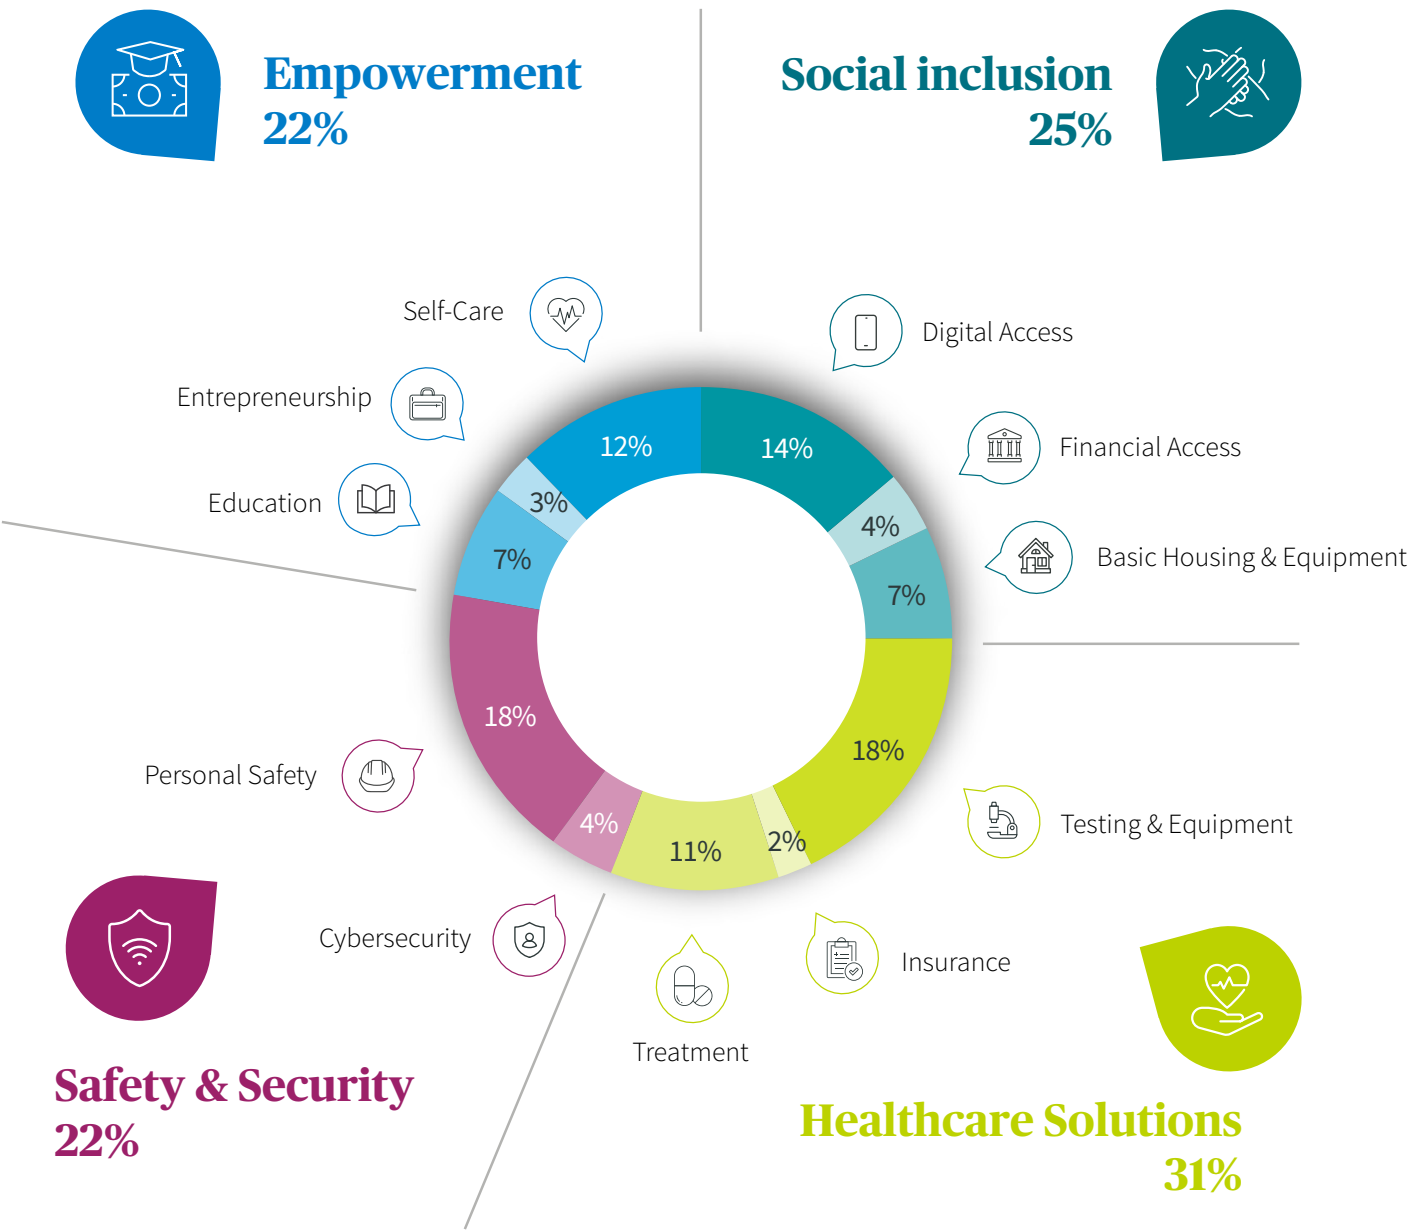 Empowerment
22%
Social inclusion
25%
Self-Care
Entrepreneurship
Education
Digital Access
Financial Access
Basic Housing & Equipment
12%
14%
3%
4%
7%
7%
18%
18%
4%
11%
2%
Personal Safety
Testing & Equipment
Cybersecurity
Insurance
Treatment
Safety & Security
22%
Healthcare Solutions
31%